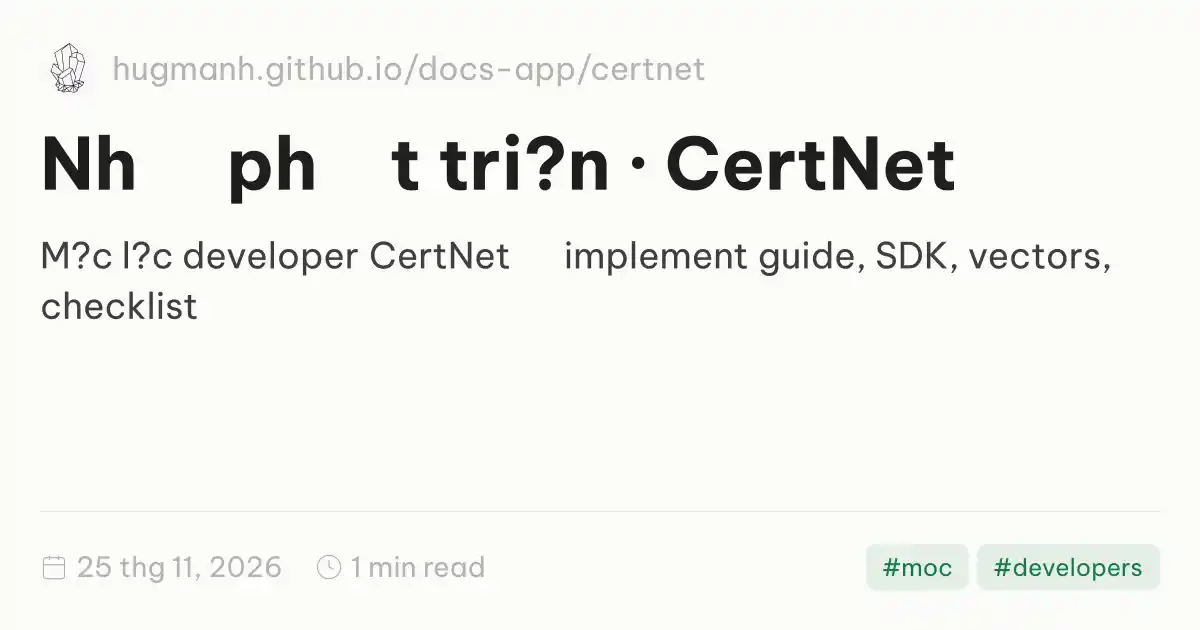 hugmanh.github.io/docs-app/certnet
Nh ph t tri?n · CertNet
M?c l?c developer CertNet implement guide, SDK, vectors,
checklist
25 thg 11, 2026 1 min read #moc #developers